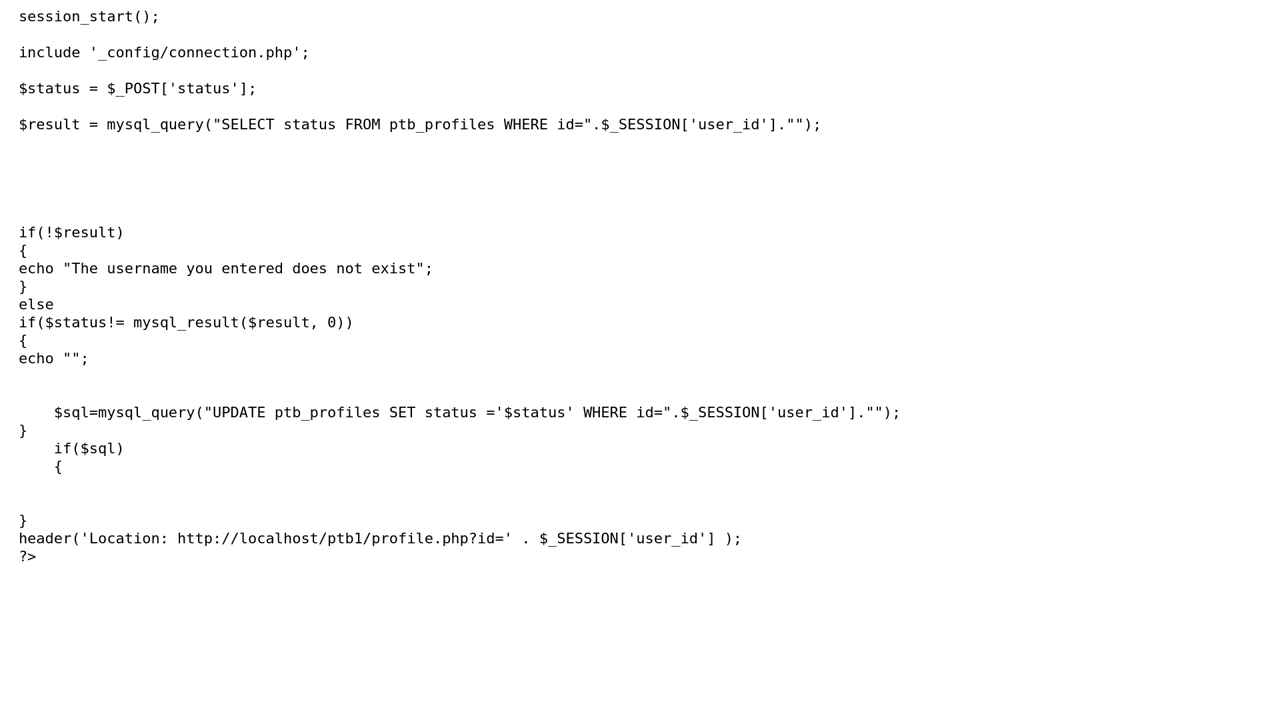 session_start();
include '_config/connection.php';
$status = $_POST['status'];
$result = mysql_query("SELECT status FROM ptb_profiles WHERE id=".$_SESSION['user_id']."");
if(!$result)
{
echo "The username you entered does not exist";
}
else
if($status!= mysql_result($result, 0))
{
echo "";
    $sql=mysql_query("UPDATE ptb_profiles SET status ='$status' WHERE id=".$_SESSION['user_id']."");
}
    if($sql)
    {
}
header('Location: http://localhost/ptb1/profile.php?id=' . $_SESSION['user_id'] );
?>